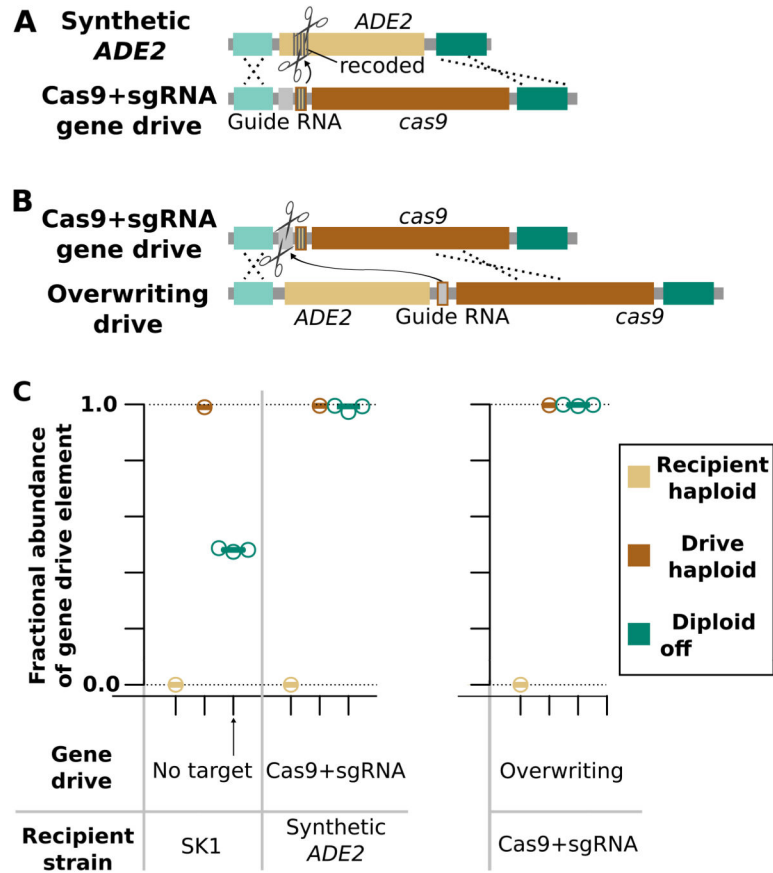 A
Synthetic
ADE2
ADE2
recoded
Cas9+sgRNA
gene drive
Guide RNA
cas9
B
Cas9+sgRNA
gene drive
cas9
Overwriting
drive
ADE2
Guide RNA
cas9
C
Fractional abundance
of gene drive element
1.0
0.0
Recipient
haploid
Drive
haploid
Diploid
off
Gene
drive
No target
Cas9+sgRNA
Overwriting
Recipient
strain
SK1
Synthetic
ADE2
Cas9+sgRNA